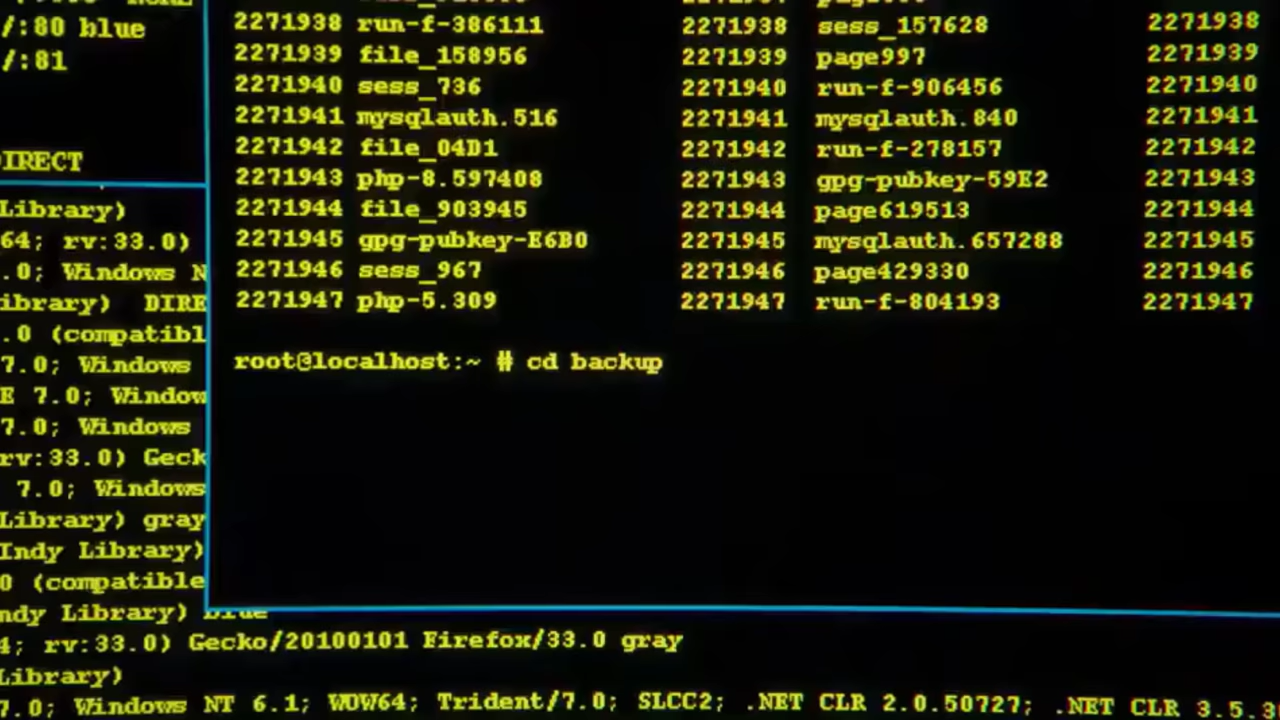 /:80 blue
/:81
DIRECT
Library)
64; rv:33.0)
.0; Windows N
ibrary) DIRE
.0 (compatibl
7.0; Windows
E 7.0; Window
7.0; Windows
rv:33.0) Geck
7.0; Windows
Library) gray
Indy Library)
0 (compatible
ndy Library) blue
4; rv:33.0) Gecko/20100101 Firefox/33.0 gray
Library)
7.0; Windows NT 6.1; WOW64; Trident/7.0; SLCC2; .NET CLR 2.0.50727; .NET CLR 3.5.3
2271938 run-f-386111 2271938 sess_157628 2271938
2271939 file_158956 2271939 page997 2271939
2271940 sess_736 2271940 run-f-906456 2271940
2271941 mysqlauth.516 2271941 mysqlauth.840 2271941
2271942 file_04D1 2271942 run-f-278157 2271942
2271943 php-8.597408 2271943 gpg-pubkey-59E2 2271943
2271944 file_903945 2271944 page619513 2271944
2271945 gpg-pubkey-E6B0 2271945 mysqlauth.657288 2271945
2271946 sess_967 2271946 page429330 2271946
2271947 php-5.309 2271947 run-f-804193 2271947
root@localhost:~ # cd backup